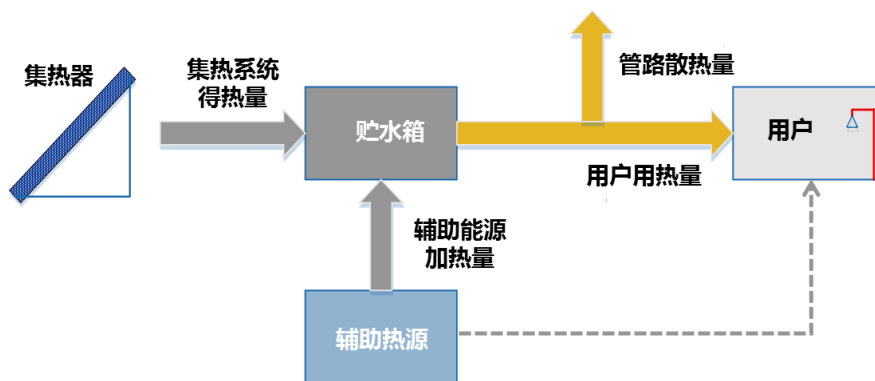 集热器
集热系统
得热量
管路散热量
贮水箱
用户
用户用热量
辅助能源
加热量
辅助热源